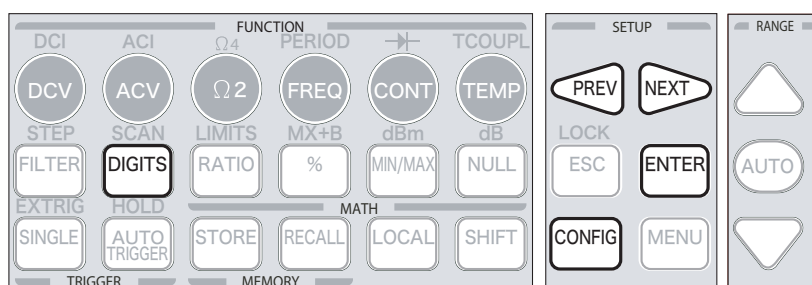 FUNCTION SETUP RANGE
DCI ACI Ω4 PERIOD TCOUPL
DCV ACV Ω2 FREQ CONT TEMP PREV NEXT
STEP SCAN LIMITS MX+B dBm dB LOCK
FILTER DIGITS RATIO % MIN/MAX NULL ESC ENTER AUTO
EXTRIG HOLD MATH
SINGLE AUTO TRIGGER STORE RECALL LOCAL SHIFT CONFIG MENU
TRIGGER MEMORY